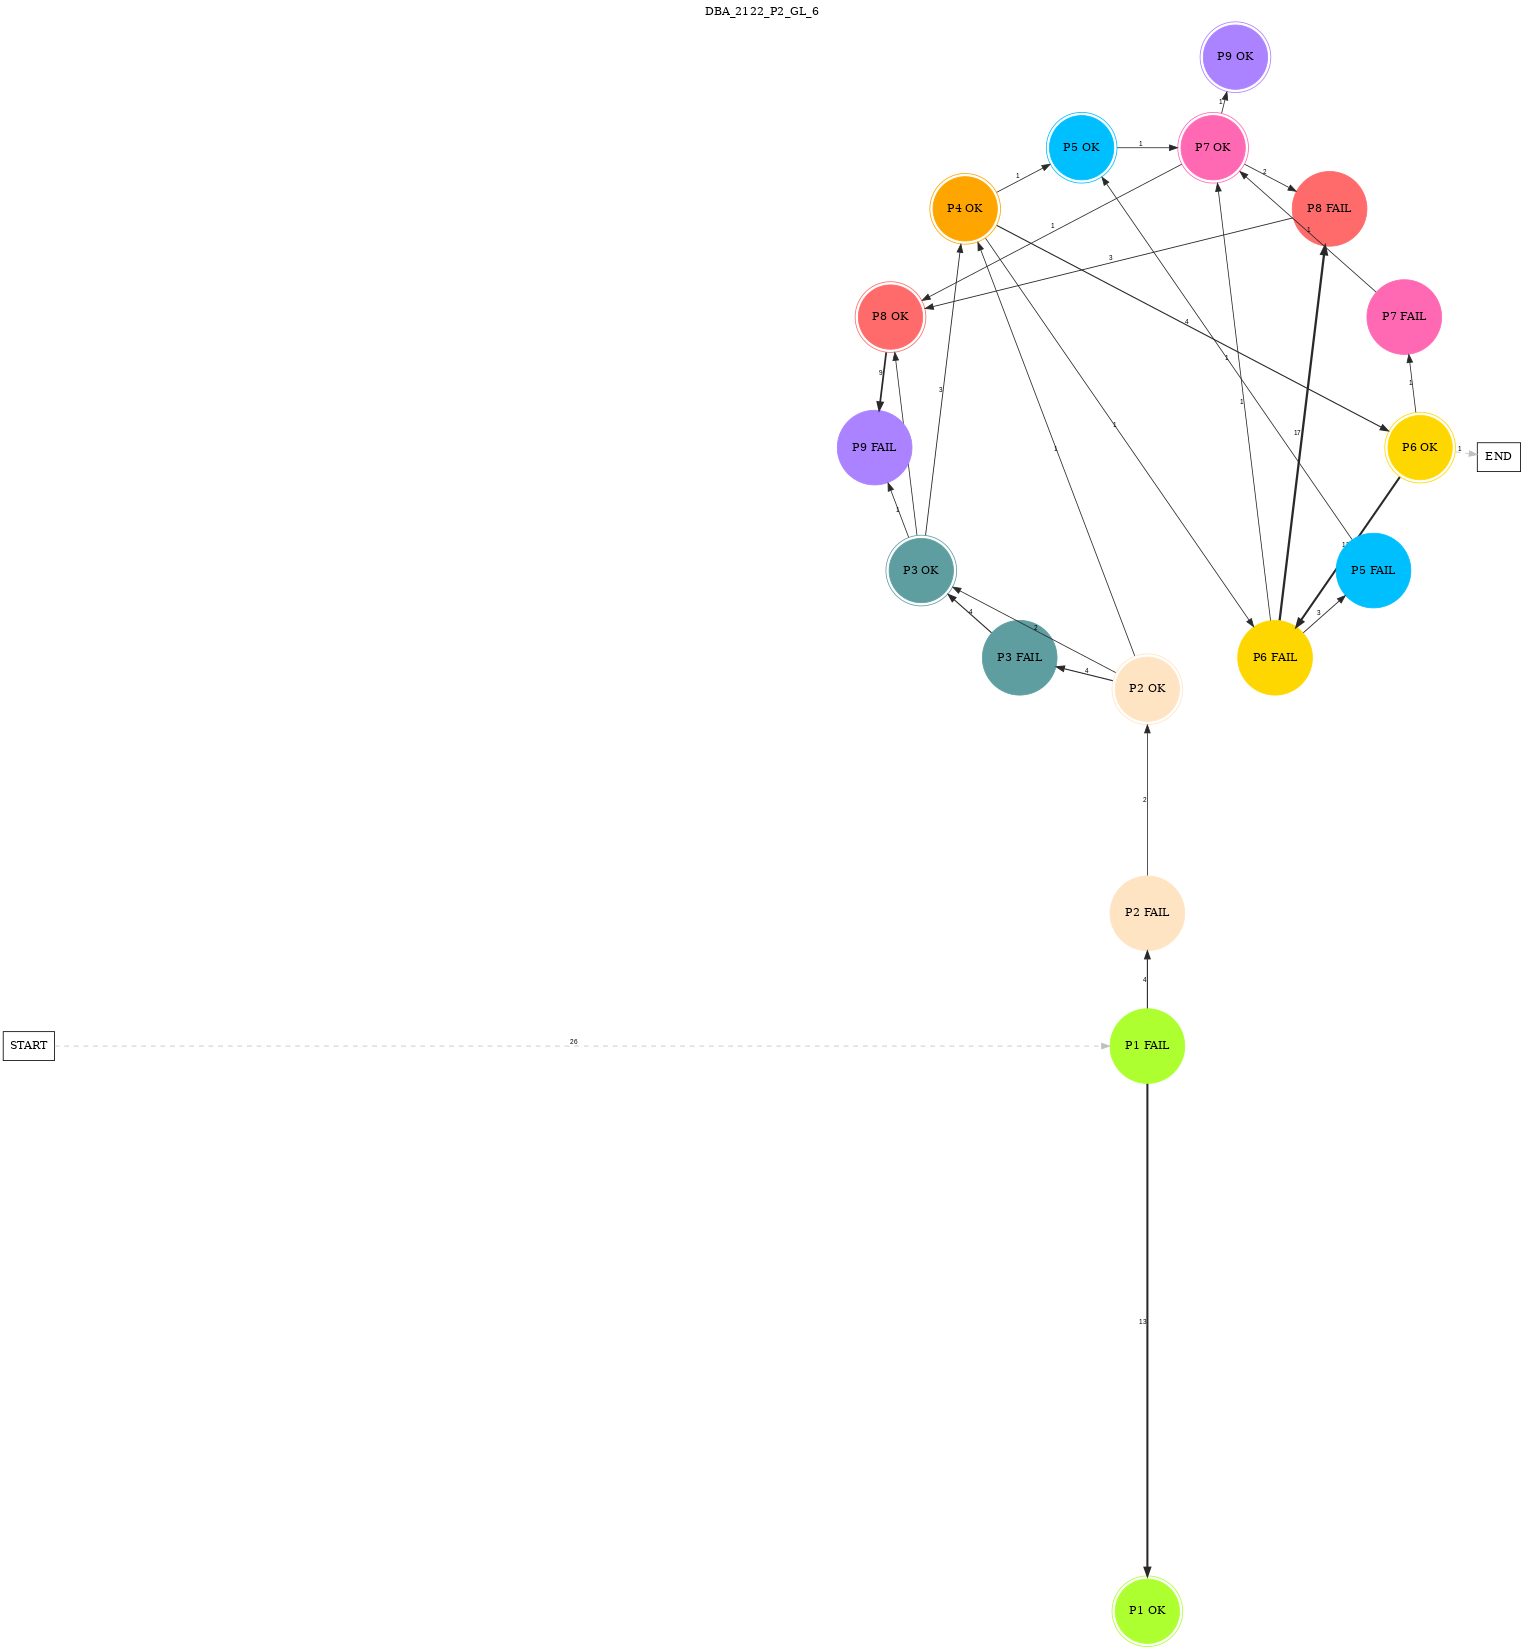 DBA_2122_P2_GL_6
P9 OK
1
P5 OK
1
P7 OK
1
2
P4 OK
P8 FAIL
1
1
3
P8 OK
P7 FAIL
4
1
9
3
1
1
1
17
1
P9 FAIL
P6 OK
1
END
1
P3 OK
P5 FAIL
4
2
3
P3 FAIL
P6 FAIL
4
P2 OK
2
P2 FAIL
4
START
26
P1 FAIL
13
P1 OK